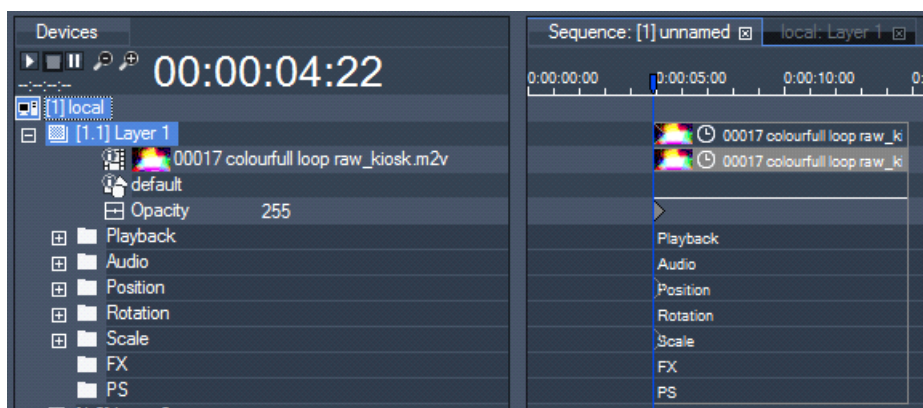 Devices
00:00:04:22
--:--:--:--
[1] local
[1.1] Layer 1
00017 colourfull loop raw_kiosk.m2v
default
Opacity 255
Playback
Audio
Position
Rotation
Scale
FX
PS
Sequence: [1] unnamed
local: Layer 1
0:00:00:00 0:00:05:00 0:00:10:00 0:
00017 colourfull loop raw_ki
00017 colourfull loop raw_ki
Playback
Audio
Position
Rotation
Scale
FX
PS